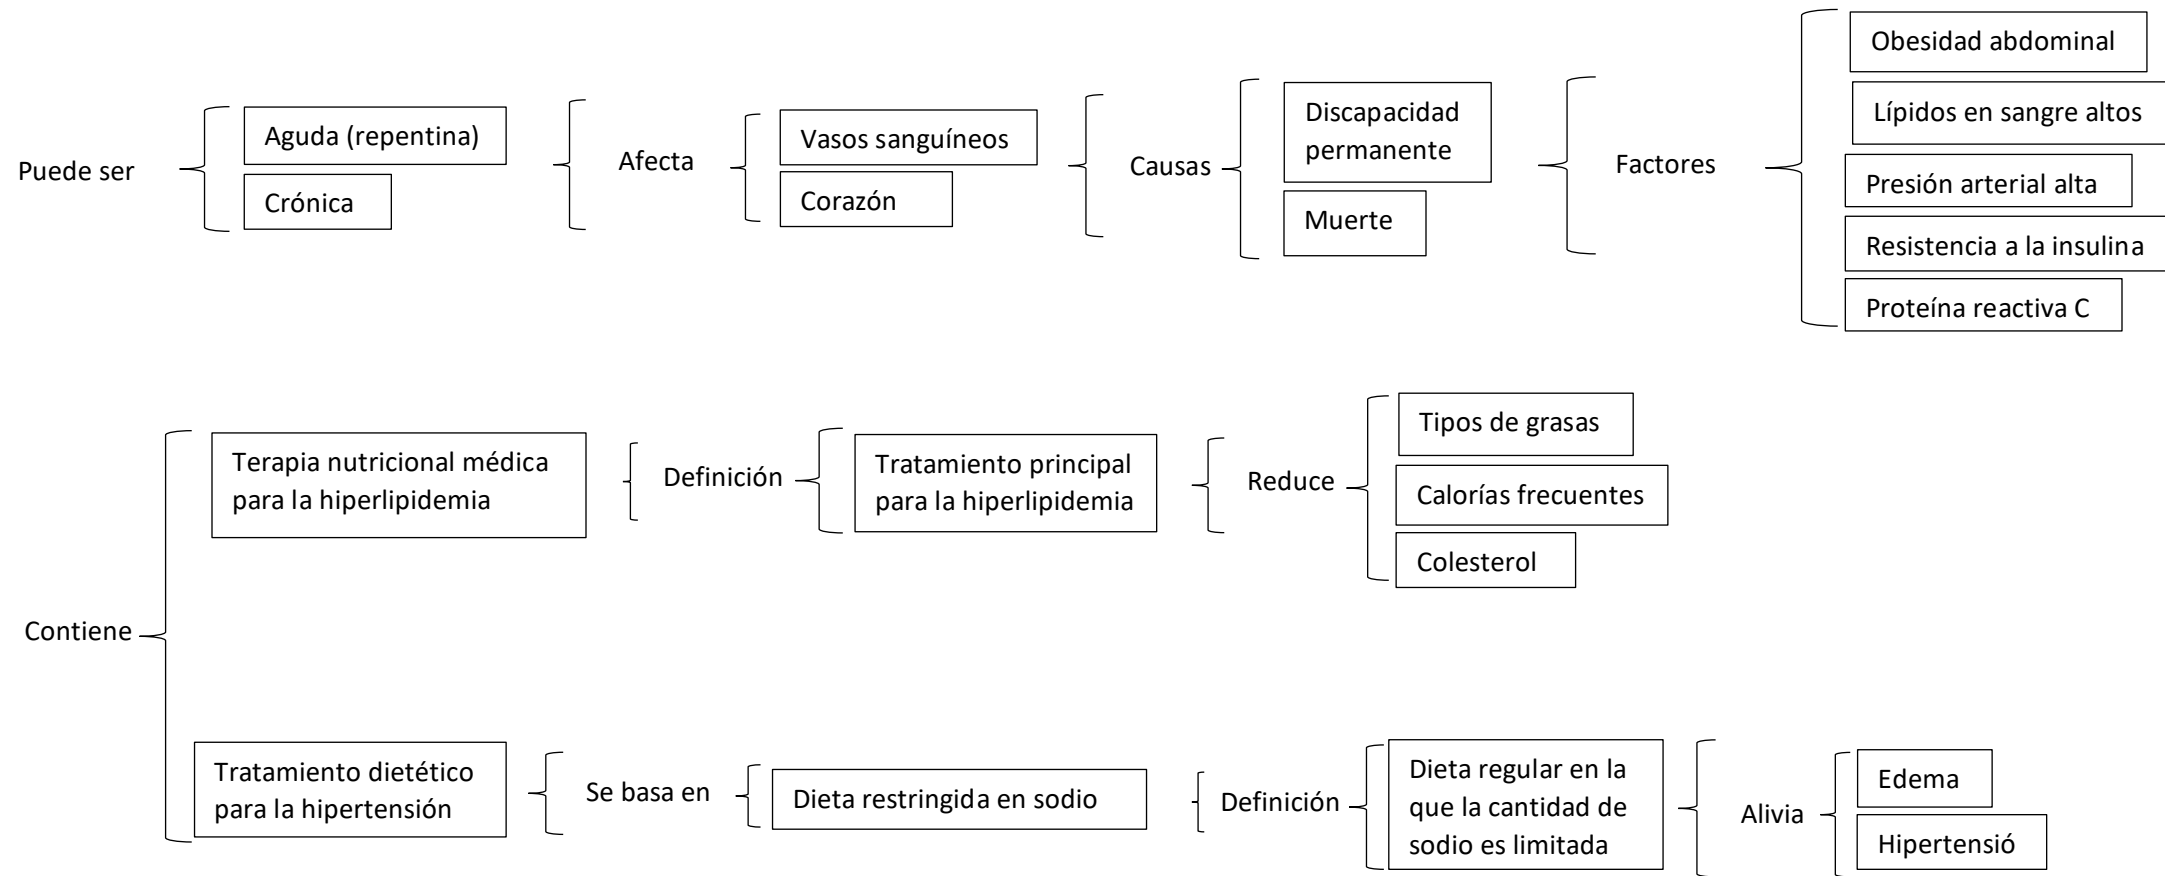 Puede ser
Aguda (repentina)
Crónica
Afecta
Vasos sanguíneos
Corazón
Causas
Discapacidad
permanente
Muerte
Factores
Obesidad abdominal
Lípidos en sangre altos
Presión arterial alta
Resistencia a la insulina
Proteína reactiva C
Contiene
Terapia nutricional médica
para la hiperlipidemia
Definición
Tratamiento principal
para la hiperlipidemia
Reduce
Tipos de grasas
Calorías frecuentes
Colesterol
Tratamiento dietético
para la hipertensión
Se basa en
Dieta restringida en sodio
Definición
Dieta regular en la
que la cantidad de
sodio es limitada
Alivia
Edema
Hipertensió